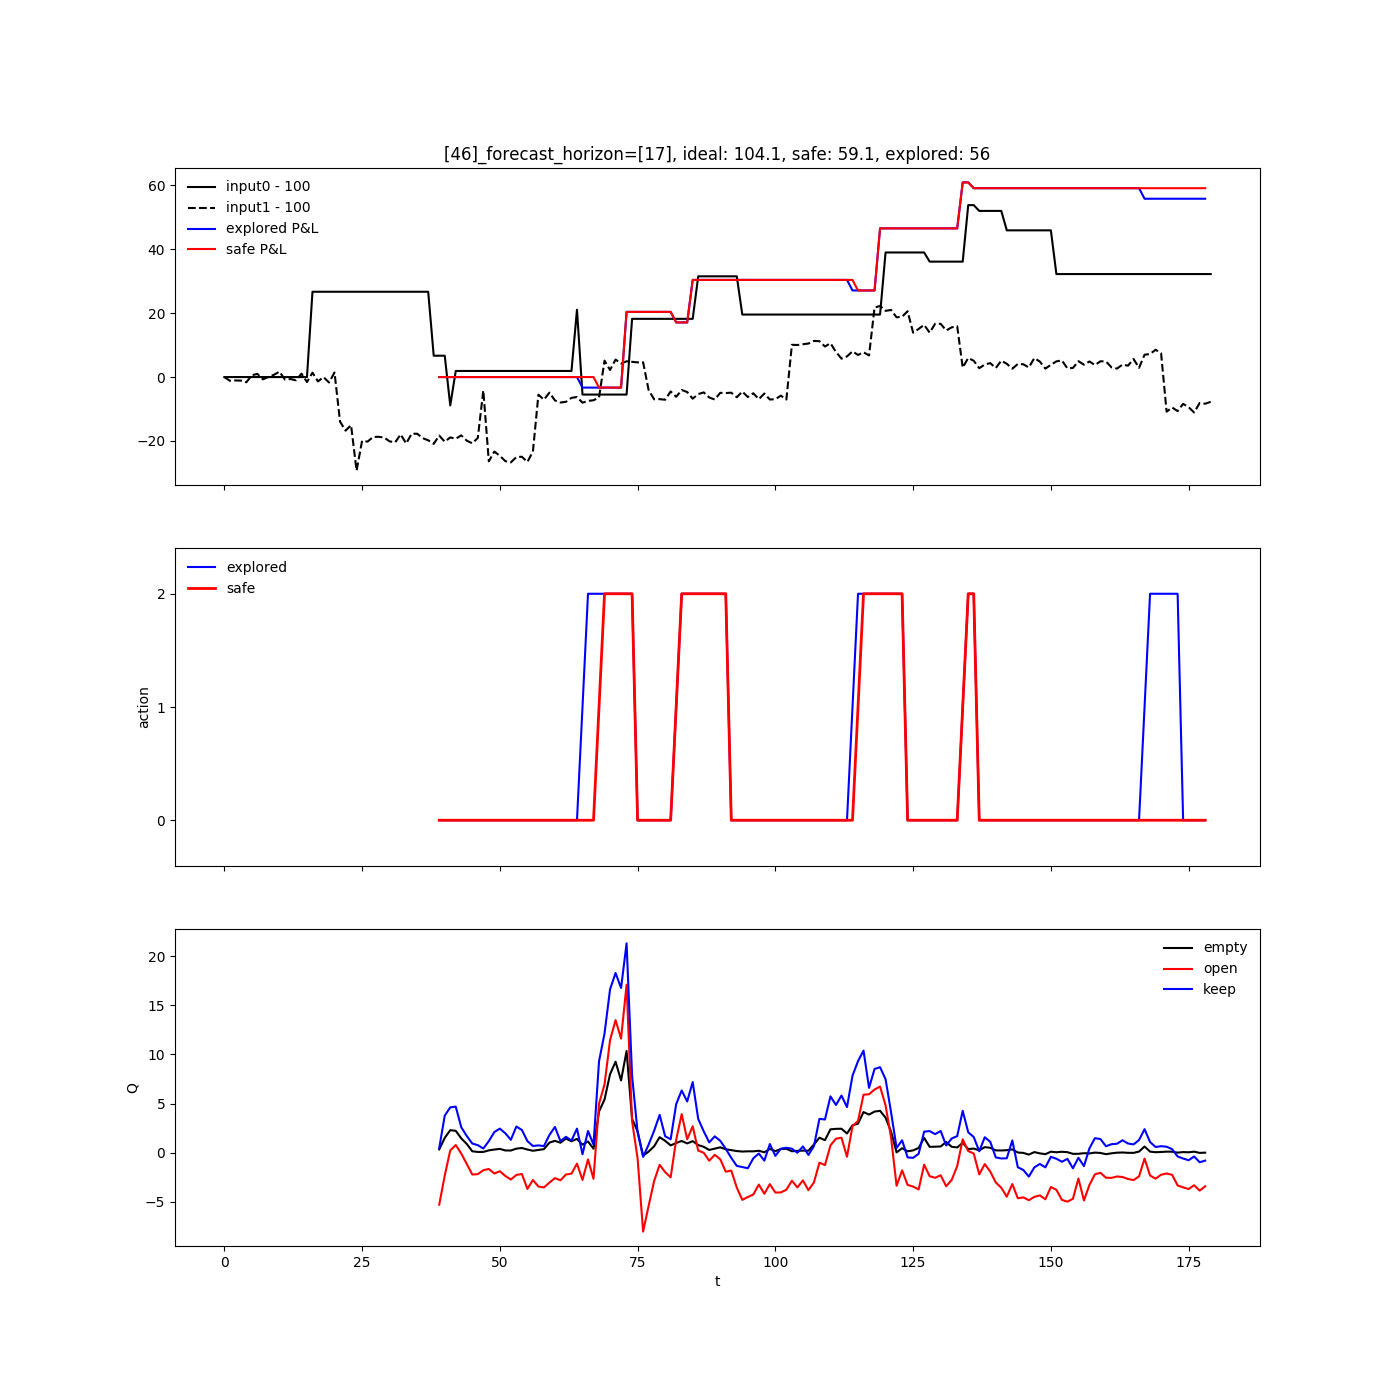 [46]_forecast_horizon=[17], ideal: 104.1, safe: 59.1, explored: 56
input0 - 100
input1 - 100
explored P&L
safe P&L
60
40
20
0
−20
explored
safe
2
1
0
action
empty
open
keep
20
15
10
5
0
−5
Q
0 25 50 75 100 125 150 175
t